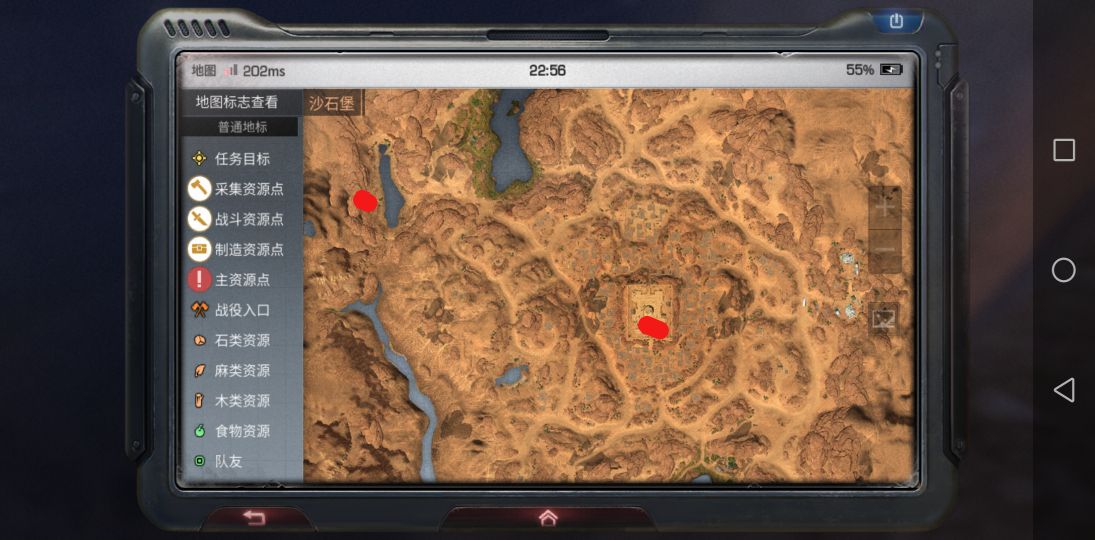 地图 202ms
22:56
55%
地图标志查看
沙石堡
普通地标
任务目标
采集资源点
战斗资源点
制造资源点
主资源点
战役入口
石类资源
麻类资源
木类资源
食物资源
队友